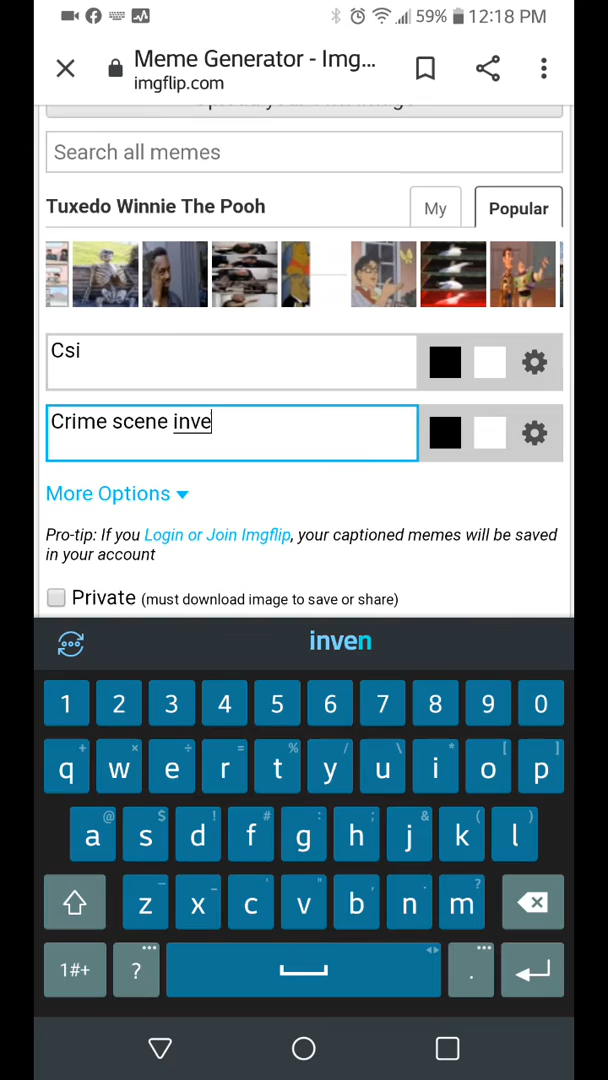 59% 12:18 PM
Meme Generator - Img...
imgflip.com
Search all memes
Tuxedo Winnie The Pooh
My
Popular
Csi
Crime scene inve
More Options
Pro-tip: If you Login or Join Imgflip, your captioned memes will be saved
in your account
Private (must download image to save or share)
inven
1 2 3 4 5 6 7 8 9 0
+ × ÷ = % / \ * [ ]
q w e r t y u i o p
@ $ ! # : ; & ( )
a s d f g h j k l
- _ ' " , . ?
z x c v b n m
1#+ ? .